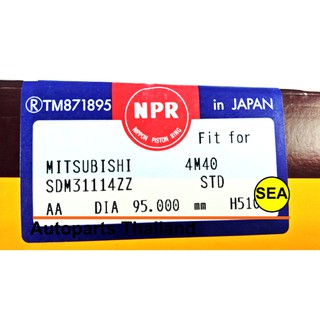 ®TM871895
NPR
NIPPON PISTON RING
in JAPAN
Fit for
MITSUBISHI 4M40
SDM31114ZZ STD
AA DIA 95.000 mm
SEA
Autoparts Thailand